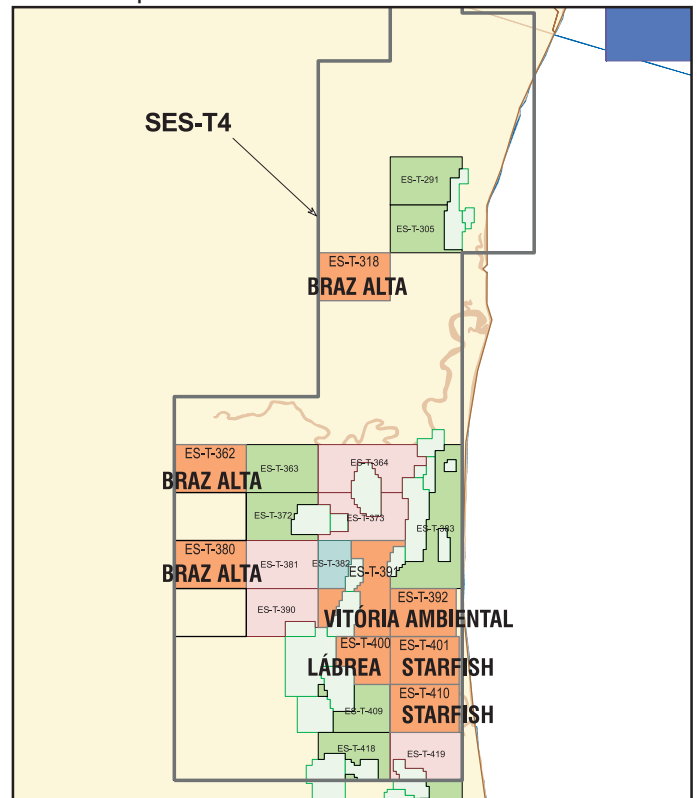 SES-T4
ES-T-291
ES-T-305
ES-T-318
BRAZ ALTA
ES-T-362
BRAZ ALTA
ES-T-363
ES-T-364
ES-T-372
ES-T-373
ES-T-383
ES-T-380
BRAZ ALTA
ES-T-381
ES-T-382
ES-T-391
ES-T-390
ES-T-392
VITÓRIA AMBIENTAL
ES-T-400
LÁBREA
ES-T-401
STARFISH
ES-T-410
STARFISH
ES-T-409
ES-T-418
ES-T-419